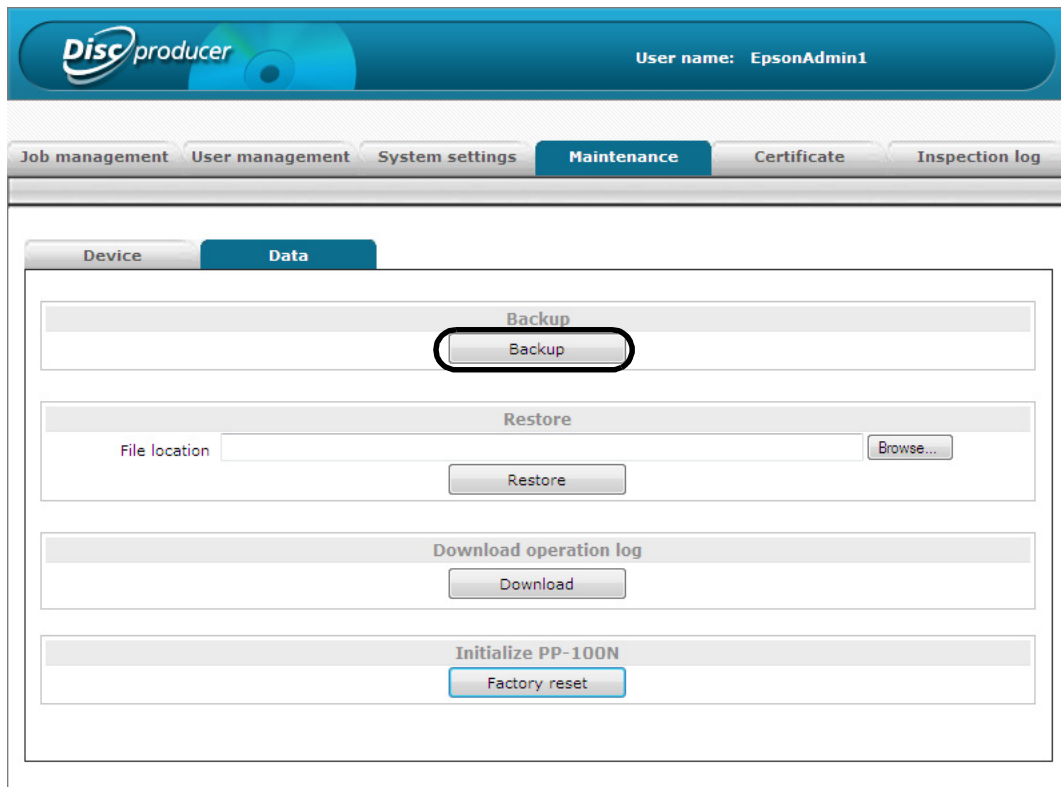 Disc producer
User name: EpsonAdmin1
Job management User management System settings Maintenance Certificate Inspection log
Device Data
Backup
Backup
Restore
File location Browse...
Restore
Download operation log
Download
Initialize PP-100N
Factory reset